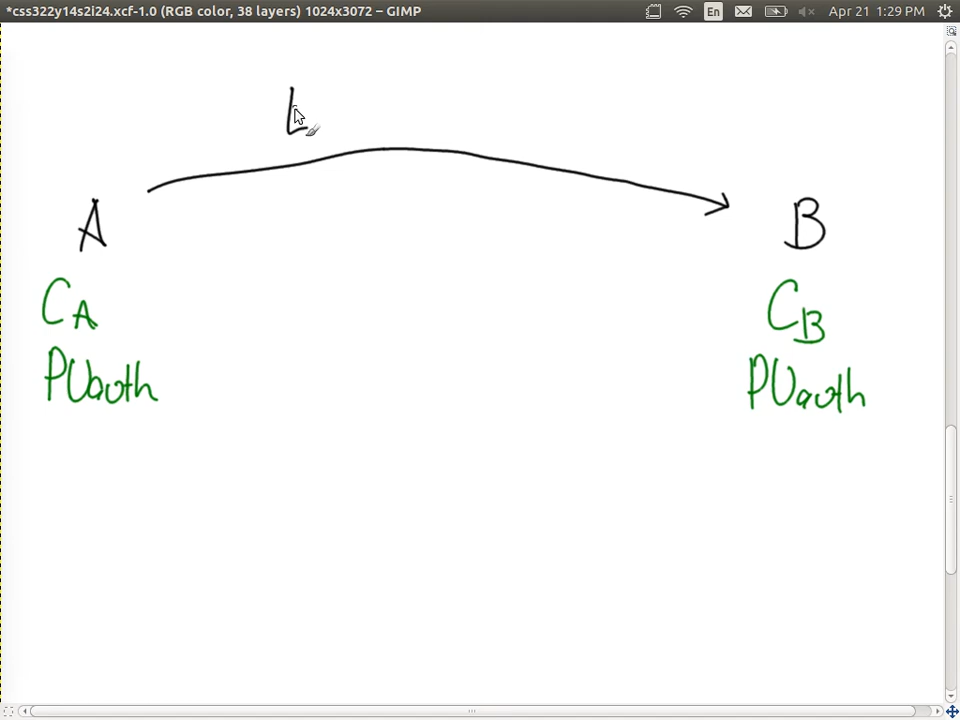 *css322y14s2i24.xcf-1.0 (RGB color, 38 layers) 1024x3072 – GIMP
En
Apr 21 1:29 PM
L
A
B
CA
CB
PUauth
PUauth